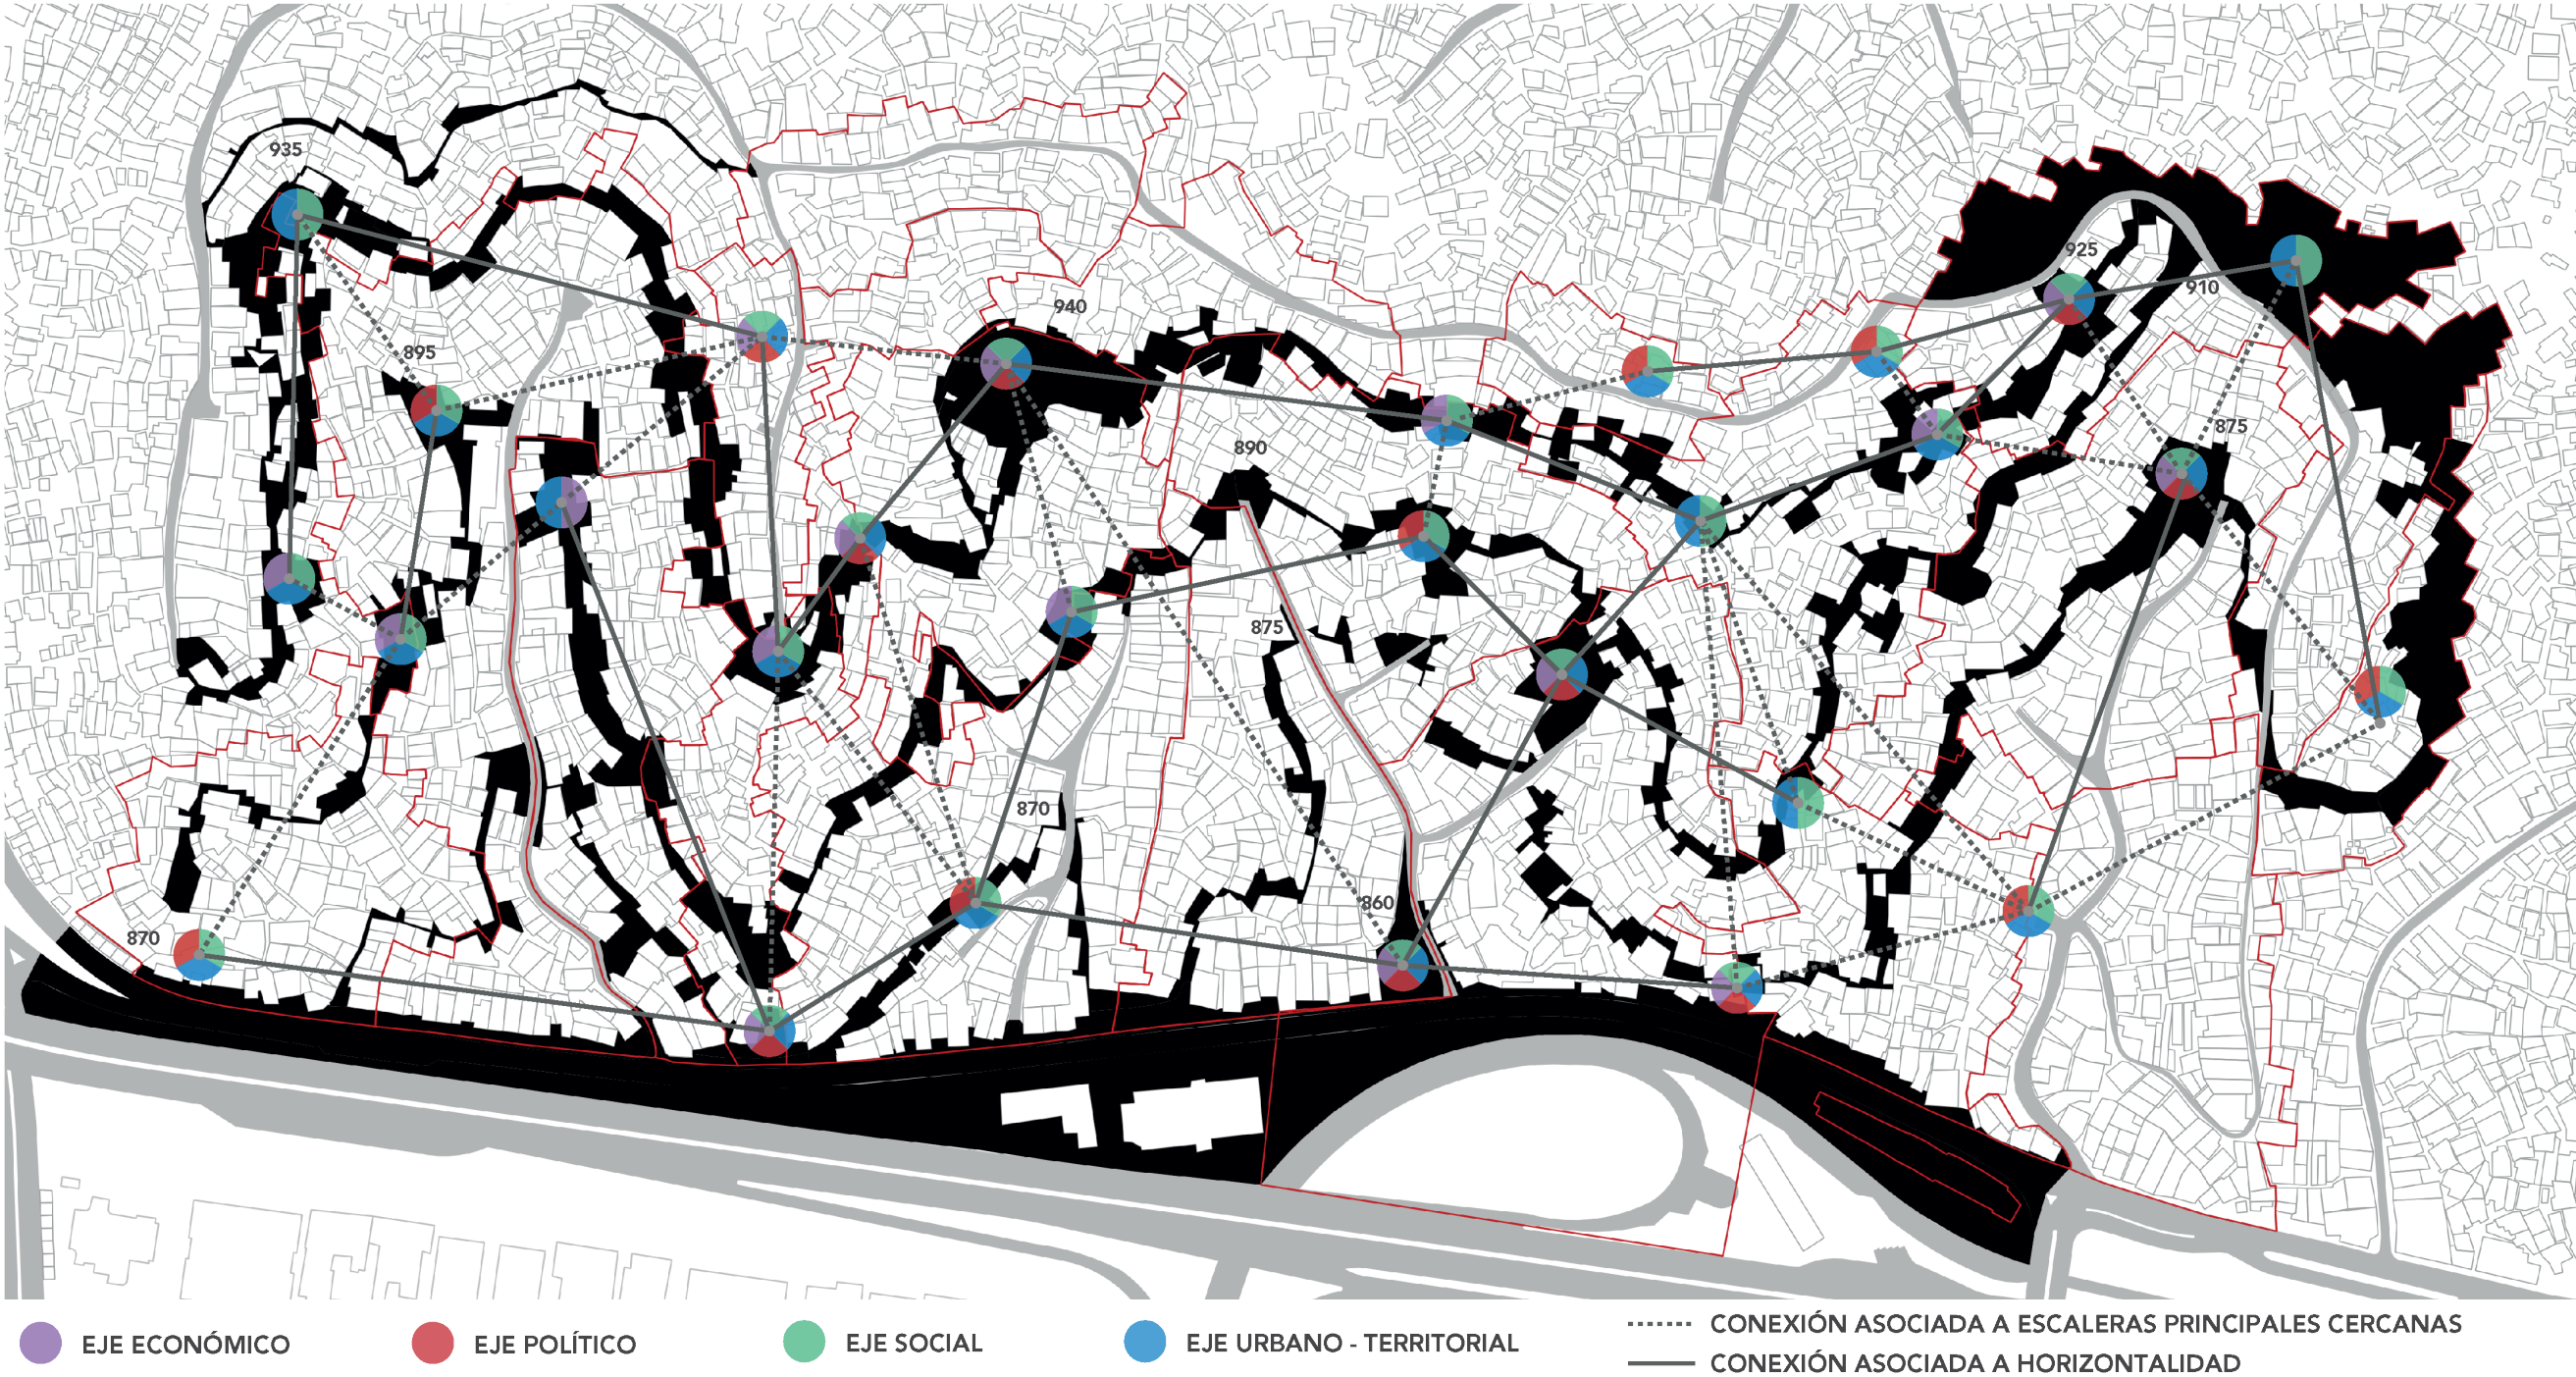 935
925
910
940
895
875
890
875
870
860
870
EJE ECONÓMICO
EJE POLÍTICO
EJE SOCIAL
EJE URBANO - TERRITORIAL
CONEXIÓN ASOCIADA A ESCALERAS PRINCIPALES CERCANAS
CONEXIÓN ASOCIADA A HORIZONTALIDAD